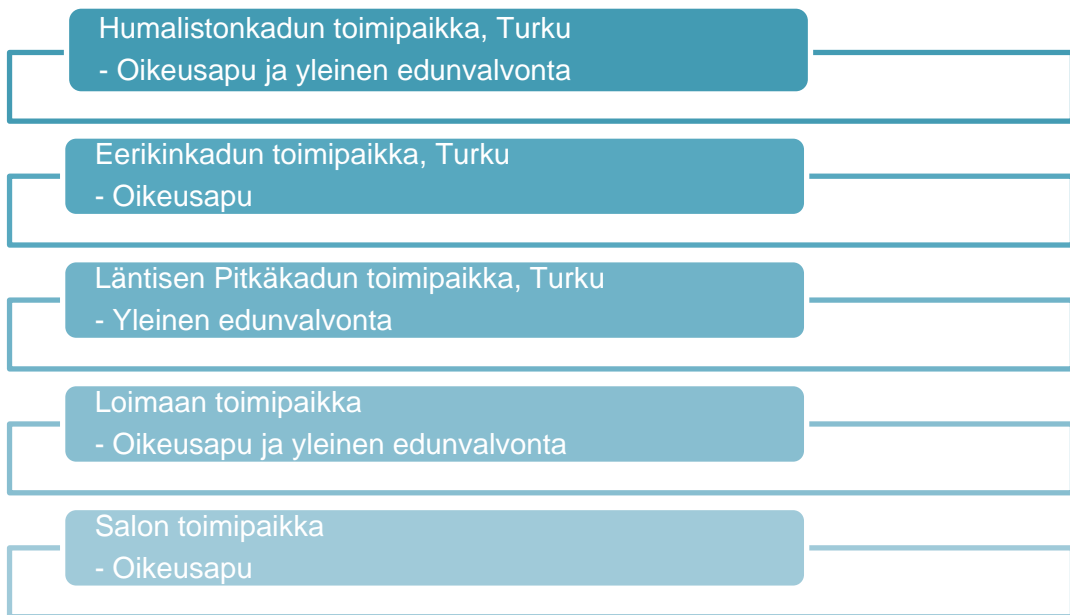 Humalistonkadun toimipaikka, Turku
- Oikeusapu ja yleinen edunvalvonta
Eerikinkadun toimipaikka, Turku
- Oikeusapu
Läntisen Pitkäkadun toimipaikka, Turku
- Yleinen edunvalvonta
Loimaan toimipaikka
- Oikeusapu ja yleinen edunvalvonta
Salon toimipaikka
- Oikeusapu